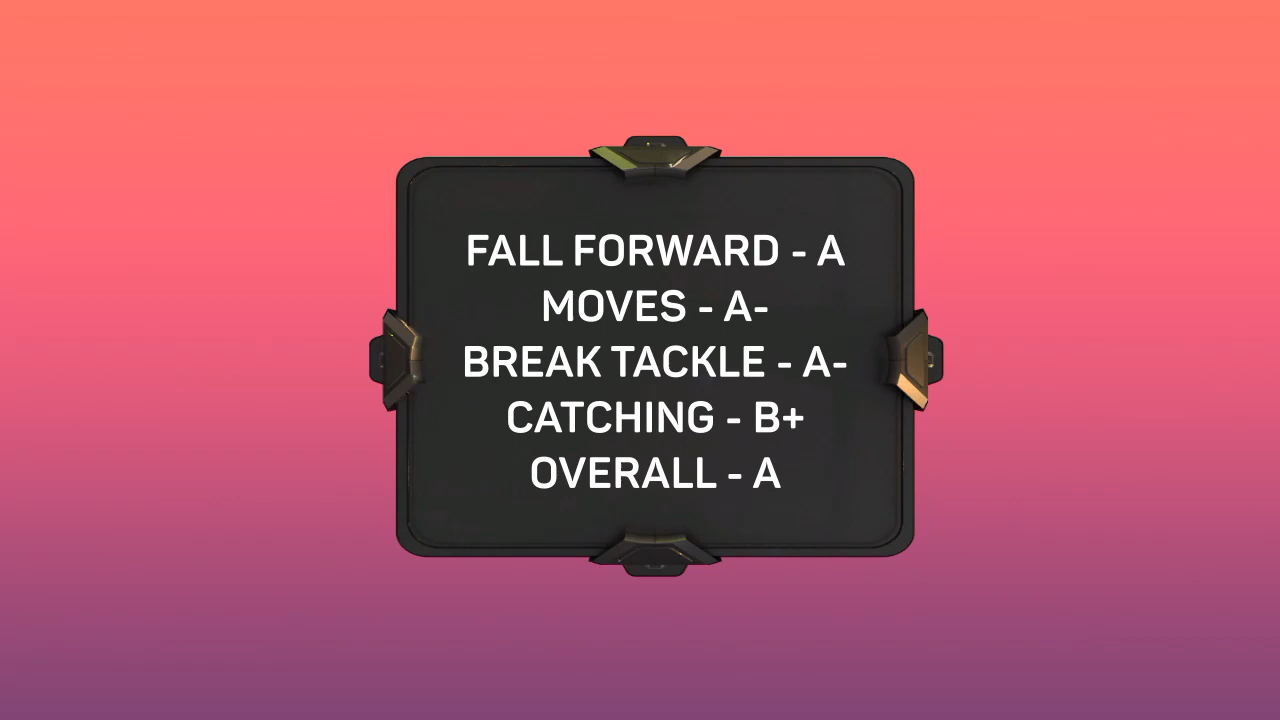 FALL FORWARD - A
MOVES - A-
BREAK TACKLE - A-
CATCHING - B+
OVERALL - A